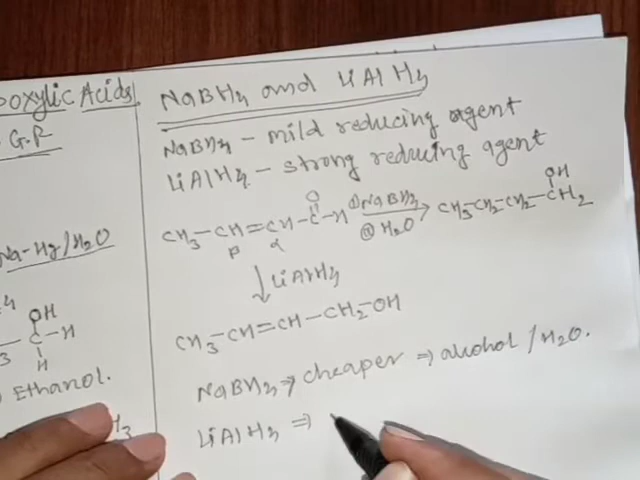 oxylic Acids.
G.P
Na-Hg/H2O
OH
C-H
H
Ethanol.
NaBH4 and LiAlH4
NaBH4 - mild reducing agent
LiAlH4 - strong reducing agent
CH3-CH=CH-C-H ① NaBH4 → CH3-CH2-CH2-CH2
O
OH
β α ② H2O
↓ LiAlH4
CH3-CH=CH-CH2-OH
NaBH4 ⇒ cheaper ⇒ alcohol / H2O.
LiAlH4 ⇒